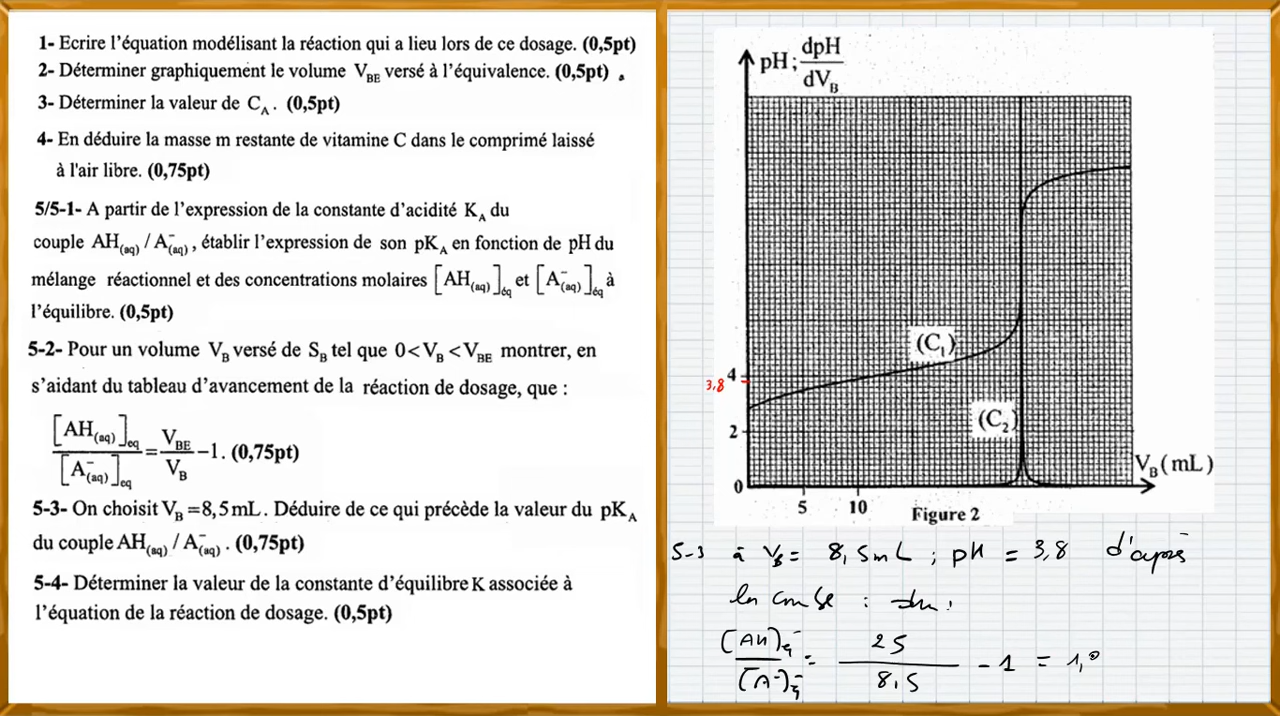 1- Ecrire l'équation modélisant la réaction qui a lieu lors de ce dosage. (0,5pt)
2- Déterminer graphiquement le volume V_BE versé à l'équivalence. (0,5pt)
3- Déterminer la valeur de C_A. (0,5pt)
4- En déduire la masse m restante de vitamine C dans le comprimé laissé
à l'air libre. (0,75pt)
5/5-1- A partir de l'expression de la constante d'acidité K_A du
couple AH(aq) / A⁻(aq), établir l'expression de son pK_A en fonction de pH du
mélange réactionnel et des concentrations molaires [AH(aq)]éq et [A⁻(aq)]éq à
l'équilibre. (0,5pt)
5-2- Pour un volume V_B versé de S_B tel que 0<V_B<V_BE montrer, en
s'aidant du tableau d'avancement de la réaction de dosage, que :
[AH(aq)]eq / [A⁻(aq)]eq = V_BE / V_B -1. (0,75pt)
5-3- On choisit V_B=8,5mL. Déduire de ce qui précède la valeur du pK_A
du couple AH(aq) / A⁻(aq). (0,75pt)
5-4- Déterminer la valeur de la constante d'équilibre K associée à
l'équation de la réaction de dosage. (0,5pt)
pH; dpH/dV_B
(C₁)
4
3,8
(C₂)
2
V_B(mL)
0
5 10 Figure 2
5-3 à V_B= 8,5mL ; pH = 3,8 d'après
la courbe :
[AH]éq / [A⁻]éq = 25 / 8,5 - 1 = 1,